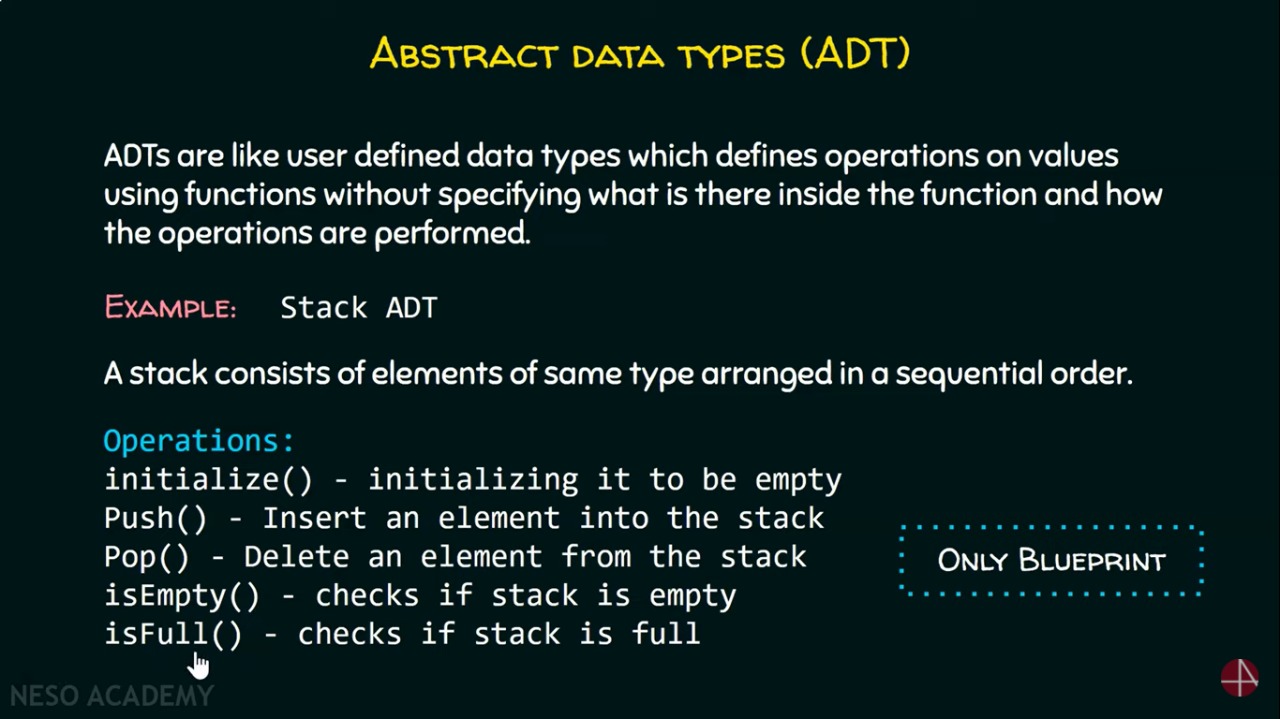 ABSTRACT DATA TYPES (ADT)
ADTs are like user defined data types which defines operations on values
using functions without specifying what is there inside the function and how
the operations are performed.
EXAMPLE: Stack ADT
A stack consists of elements of same type arranged in a sequential order.
Operations:
initialize() - initializing it to be empty
Push() - Insert an element into the stack
Pop() - Delete an element from the stack
isEmpty() - checks if stack is empty
isFull() - checks if stack is full
ONLY BLUEPRINT
NESO ACADEMY